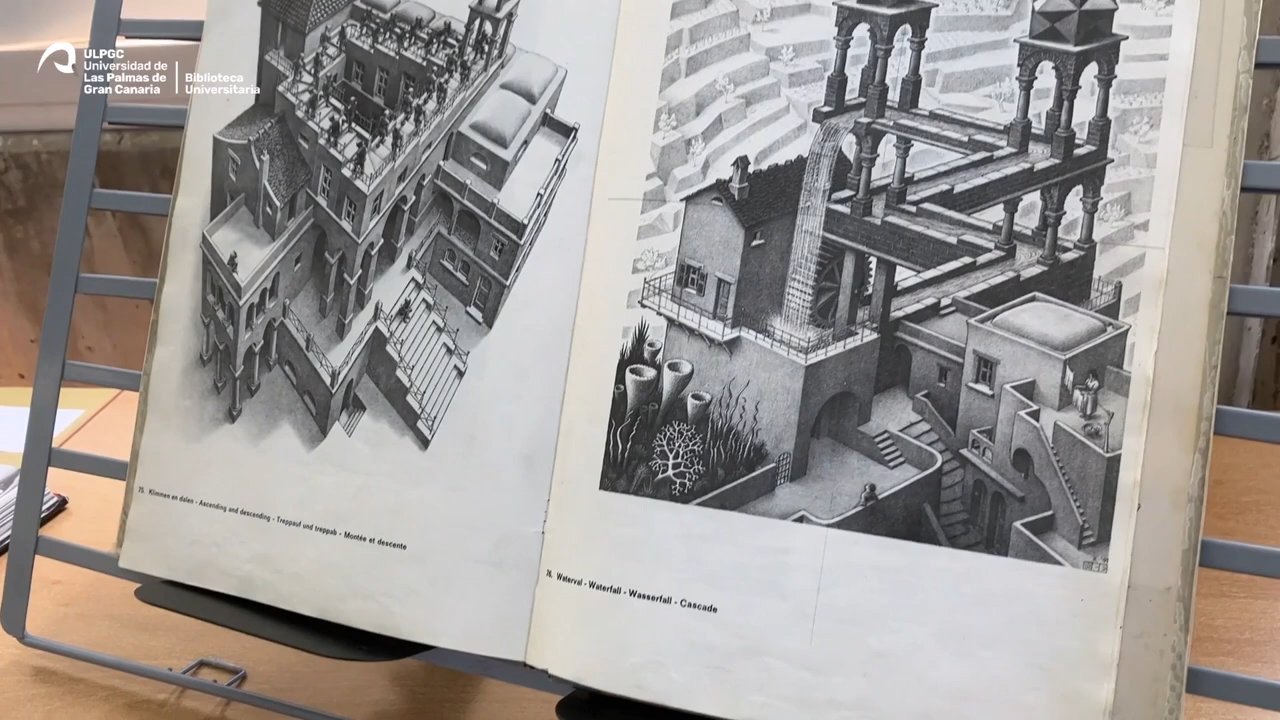 ULPGC
Universidad de
Las Palmas de
Gran Canaria
Biblioteca
Universitaria
75. Klimmen en dalen - Ascending and descending - Treppauf und treppab - Montée et descente
76. Waterval - Waterfall - Wasserfall - Cascade